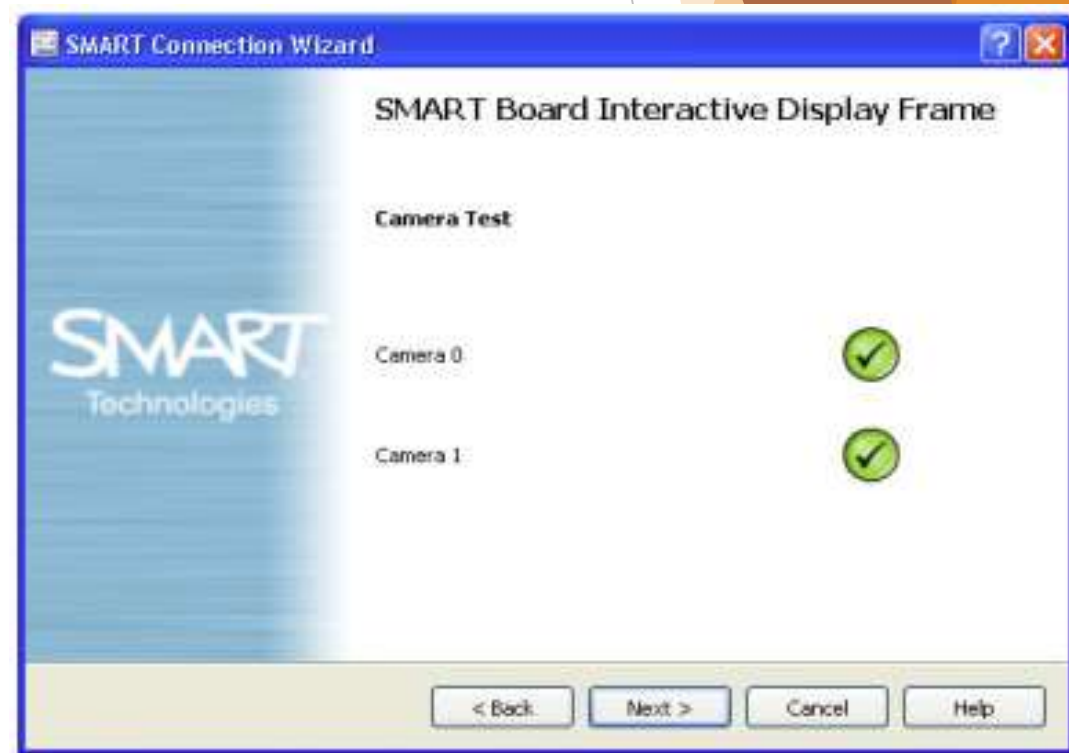 SMART Connection Wizard
SMART Board Interactive Display Frame
Camera Test
SMART
Technologies
Camera 0
Camera 1
< Back
Next >
Cancel
Help